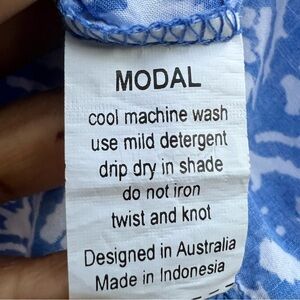 MODAL
cool machine wash
use mild detergent
drip dry in shade
do not iron
twist and knot
Designed in Australia
Made in Indonesia